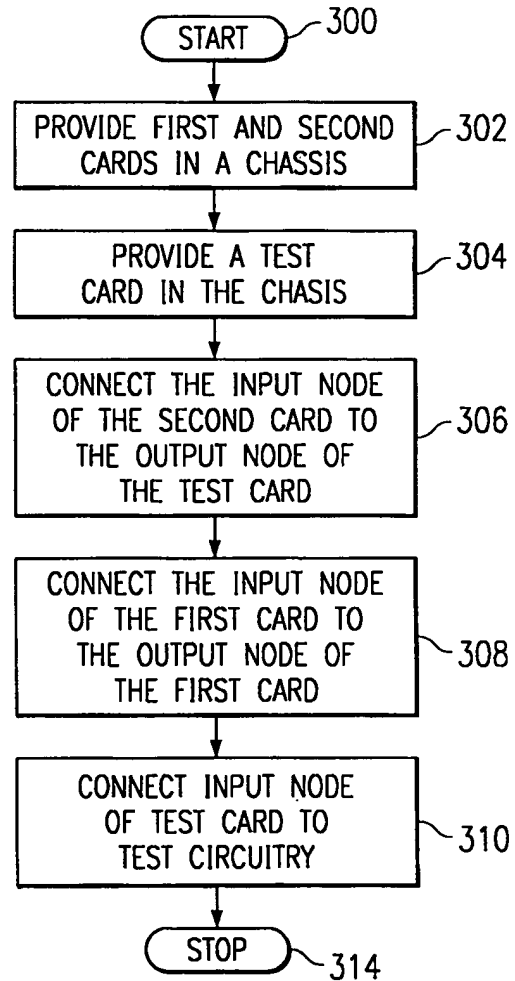 START
300
PROVIDE FIRST AND SECOND
CARDS IN A CHASSIS
302
PROVIDE A TEST
CARD IN THE CHASIS
304
CONNECT THE INPUT NODE
OF THE SECOND CARD TO
THE OUTPUT NODE OF
THE TEST CARD
306
CONNECT THE INPUT NODE
OF THE FIRST CARD TO
THE OUTPUT NODE OF
THE FIRST CARD
308
CONNECT INPUT NODE
OF TEST CARD TO
TEST CIRCUITRY
310
STOP
314